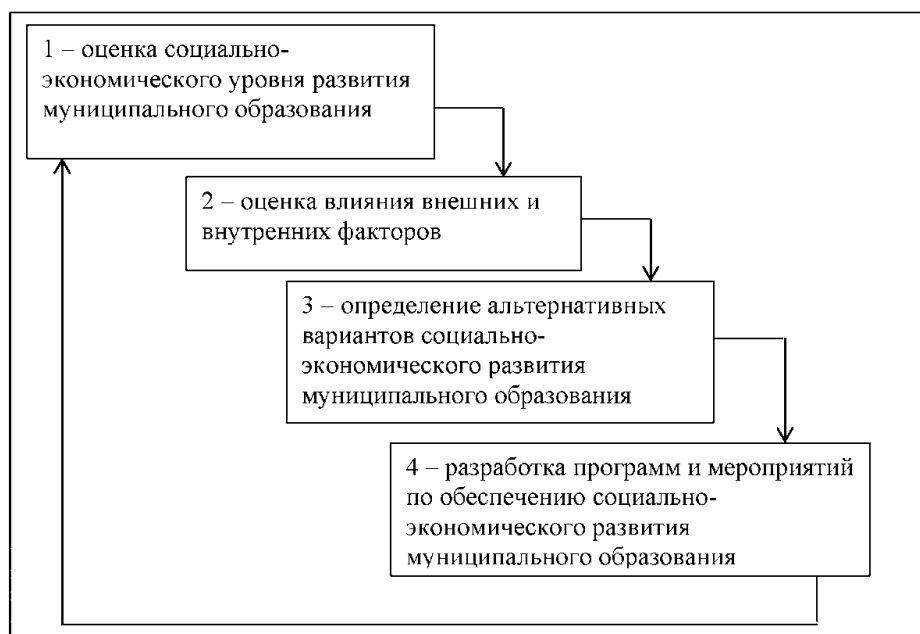 1 – оценка социально-
экономического уровня развития
муниципального образования
2 – оценка влияния внешних и
внутренних факторов
3 – определение альтернативных
вариантов социально-
экономического развития
муниципального образования
4 – разработка программ и мероприятий
по обеспечению социально-
экономического развития
муниципального образования